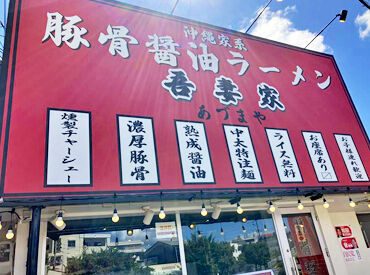 沖縄家系
豚骨醤油ラーメン
吾妻家
あづまや
燻製チャーシュー
濃厚豚骨
熟成醤油
中太特注麺
ライス無料
お座席あり
お子様連れ歓迎